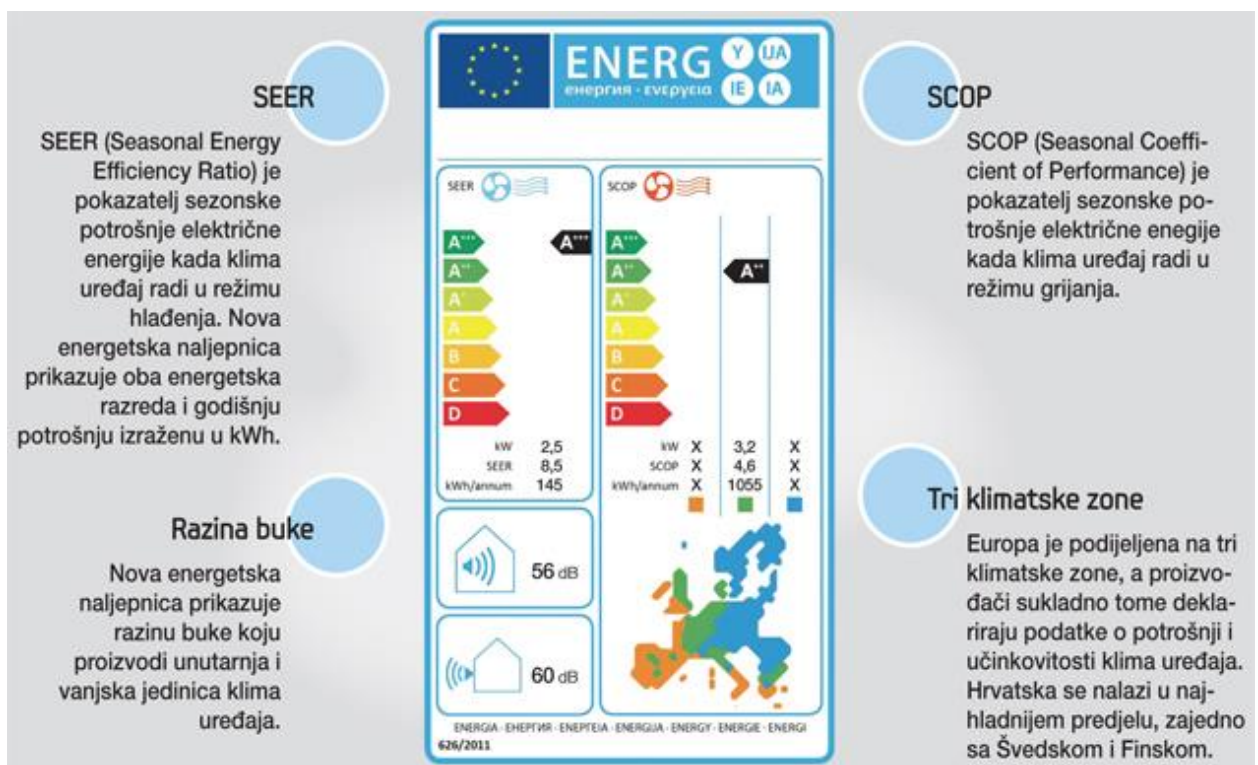 SEER
SEER (Seasonal Energy
Efficiency Ratio) je
pokazatelj sezonske
potrošnje električne
energije kada klima
uređaj radi u režimu
hlađenja. Nova
energetska naljepnica
prikazuje oba energetska
razreda i godišnju
potrošnju izraženu u kWh.
Razina buke
Nova energetska
naljepnica prikazuje
razinu buke koju
proizvodi unutarnja i
vanjska jedinica klima
uređaja.
ENERG Y IJA
енергия · ενεργεια IE IA
SEER
A+++ A+++
A++
A+
A
B
C
D
kW 2,5
SEER 8,5
kWh/annum 145
SCOP
A+++
A++ A++
A+
A
B
C
D
kW X 3,2 X
SCOP X 4,6 X
kWh/annum X 1055 X
56 dB
60 dB
ENERGIA · ЕНЕРГИЯ · ΕΝΕΡΓΕΙΑ · ENERGIJA · ENERGY · ENERGIE · ENERGI
626/2011
SCOP
SCOP (Seasonal Coeffi-
cient of Performance) je
pokazatelj sezonske po-
trošnje električne enegije
kada klima uređaj radi u
režimu grijanja.
Tri klimatske zone
Europa je podijeljena na tri
klimatske zone, a proizvo-
đači sukladno tome dekla-
riraju podatke o potrošnji i
učinkovitosti klima uređaja.
Hrvatska se nalazi u naj-
hladnijem predjelu, zajedno
sa Švedskom i Finskom.